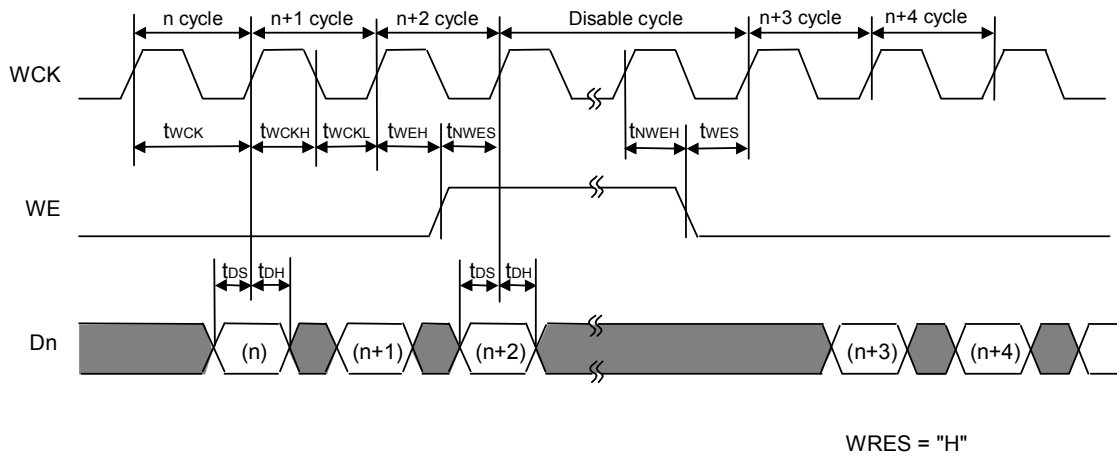 n cycle n+1 cycle n+2 cycle Disable cycle n+3 cycle n+4 cycle
WCK
tWCK tWCKH tWCKL tWEH tNWES tNWEH tWES
WE
tDS tDH tDS tDH
Dn (n) (n+1) (n+2) (n+3) (n+4)
WRES = "H"